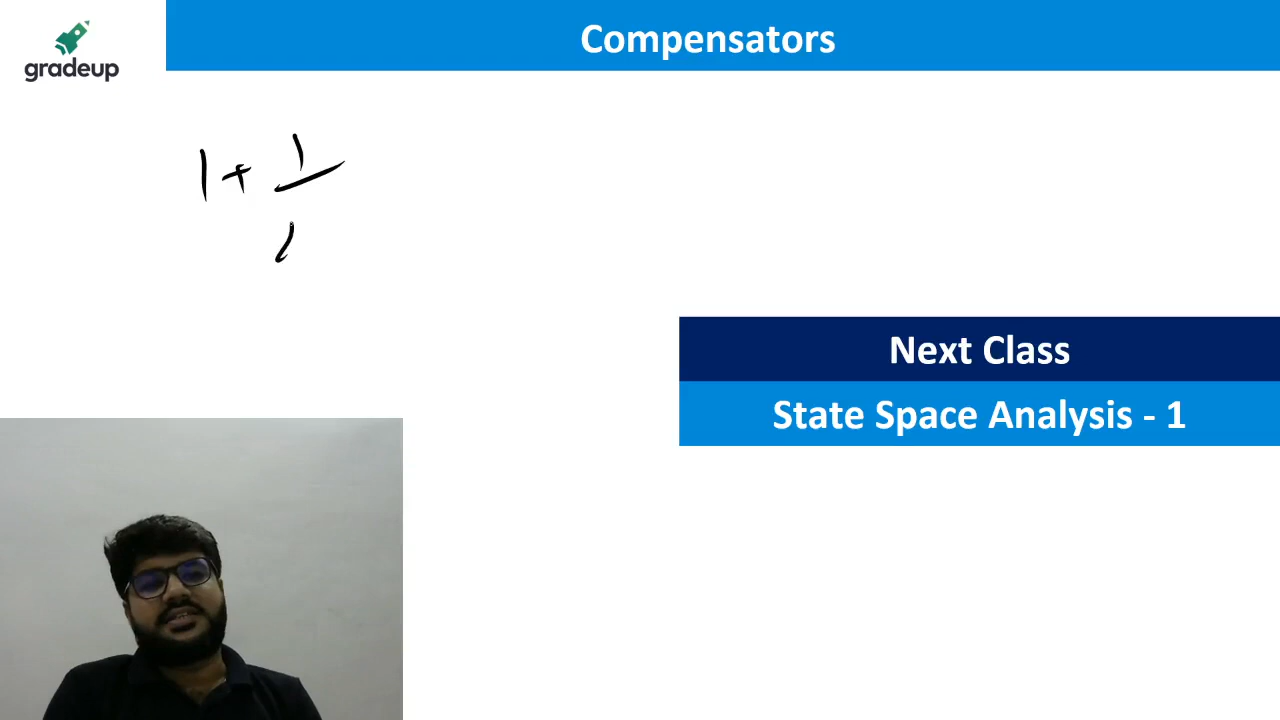 gradeup
Compensators
1 + 1
Next Class
State Space Analysis - 1